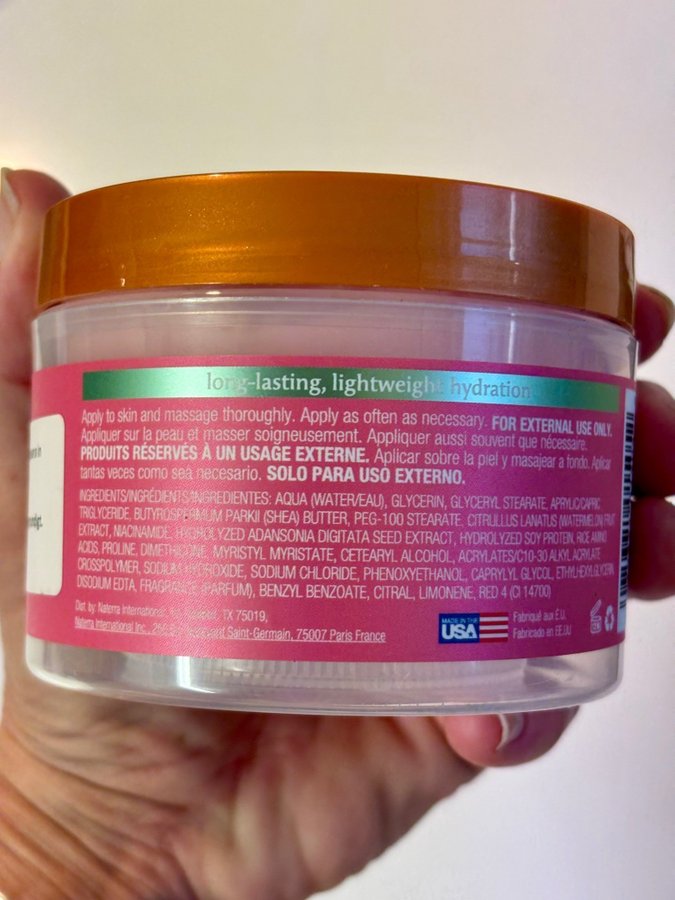 long-lasting, lightweight hydration
Apply to skin and massage thoroughly. Apply as often as necessary. FOR EXTERNAL USE ONLY.
Appliquer sur la peau et masser soigneusement. Appliquer aussi souvent que nécessaire.
PRODUITS RÉSERVÉS À UN USAGE EXTERNE. Aplicar sobre la piel y masajear a fondo. Aplicar
tantas veces como sea necesario. SOLO PARA USO EXTERNO.
INGREDIENTS/INGRÉDIENTS/INGREDIENTES: AQUA (WATER/EAU), GLYCERIN, GLYCERYL STEARATE, APRYLIC/CAPRIC
TRIGLYCERIDE, BUTYROSPERMUM PARKII (SHEA) BUTTER, PEG-100 STEARATE, CITRULLUS LANATUS (WATERMELON) FRUIT
EXTRACT, NIACINAMIDE, HYDROLYZED ADANSONIA DIGITATA SEED EXTRACT, HYDROLYZED SOY PROTEIN, RICE AMINO
ACIDS, PROLINE, DIMETHICONE, MYRISTYL MYRISTATE, CETEARYL ALCOHOL, ACRYLATES/C10-30 ALKYL ACRYLATE
CROSSPOLYMER, SODIUM HYDROXIDE, SODIUM CHLORIDE, PHENOXYETHANOL, CAPRYLYL GLYCOL, ETHYLHEXYLGLYCERIN,
DISODIUM EDTA, FRAGRANCE (PARFUM), BENZYL BENZOATE, CITRAL, LIMONENE, RED 4 (CI 14700)
Dist. by: Naterra International, TX 75019,
Naterra International Inc., Saint-Germain, 75007 Paris France
MADE IN THE
USA
Fabriqué aux É.U.
Fabricado en EE.UU